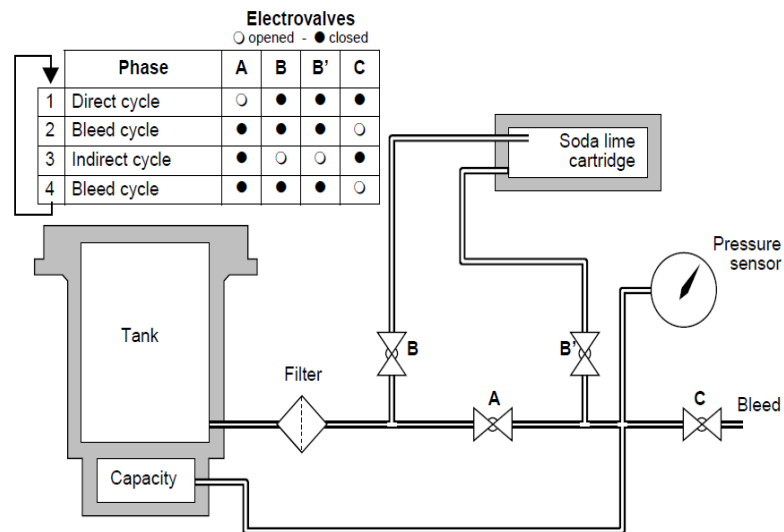 Electrovalves
opened - closed
Phase A B B' C
1 Direct cycle
2 Bleed cycle
3 Indirect cycle
4 Bleed cycle
Soda lime
cartridge
Pressure
sensor
Tank
B
B'
Filter
A
C
Bleed
Capacity